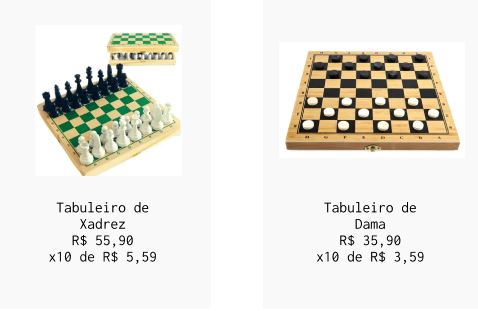 Tabuleiro de
Xadrez
R$ 55,90
x10 de R$ 5,59
Tabuleiro de
Dama
R$ 35,90
x10 de R$ 3,59